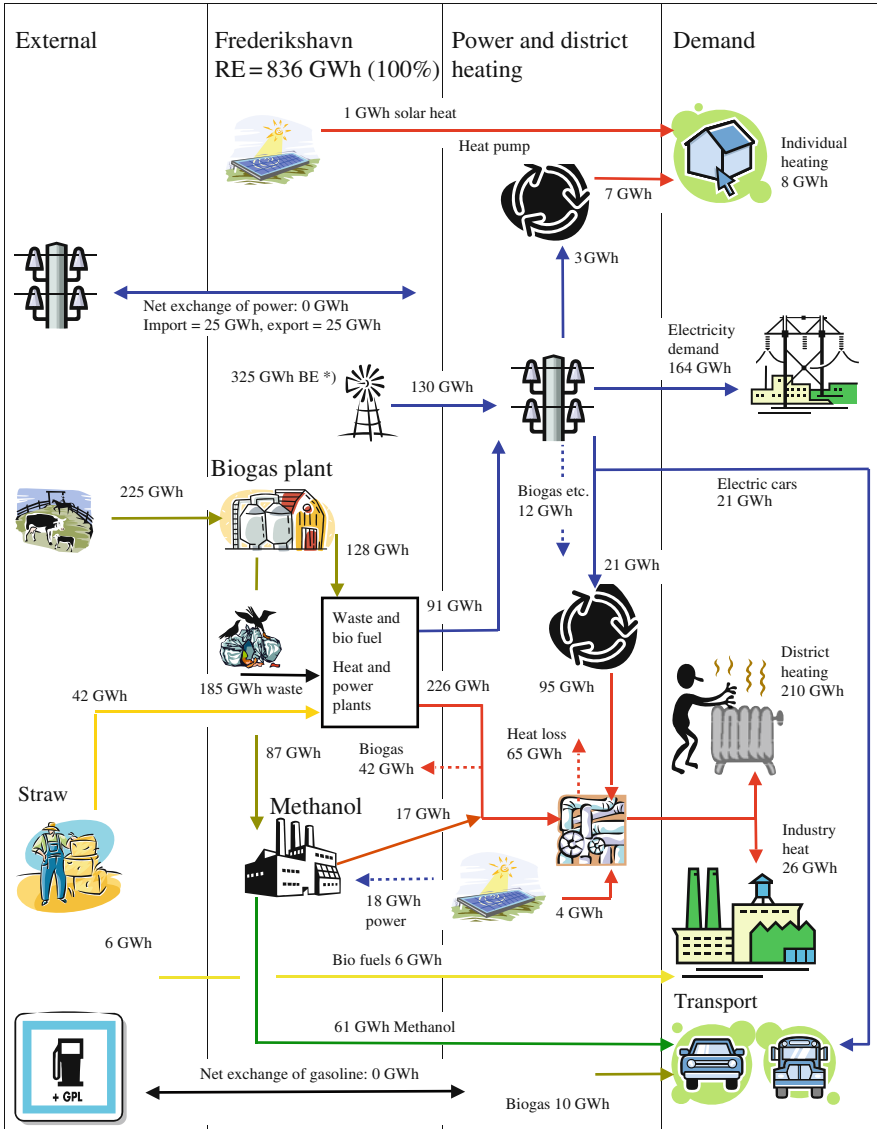 External
Frederikshavn
RE = 836 GWh (100%)
Power and district
heating
Demand
1 GWh solar heat
Heat pump
7 GWh
Individual
heating
8 GWh
3 GWh
Net exchange of power: 0 GWh
Import = 25 GWh, export = 25 GWh
Electricity
demand
164 GWh
325 GWh BE *)
130 GWh
Biogas plant
225 GWh
128 GWh
Biogas etc.
12 GWh
Electric cars
21 GWh
21 GWh
Waste and
bio fuel
Heat and
power
plants
91 GWh
185 GWh waste
226 GWh
95 GWh
District
heating
210 GWh
42 GWh
87 GWh
Biogas
42 GWh
Heat loss
65 GWh
Straw
Methanol
17 GWh
Industry
heat
26 GWh
18 GWh
power
4 GWh
6 GWh
Bio fuels 6 GWh
Transport
61 GWh Methanol
+ GPL
Net exchange of gasoline: 0 GWh
Biogas 10 GWh